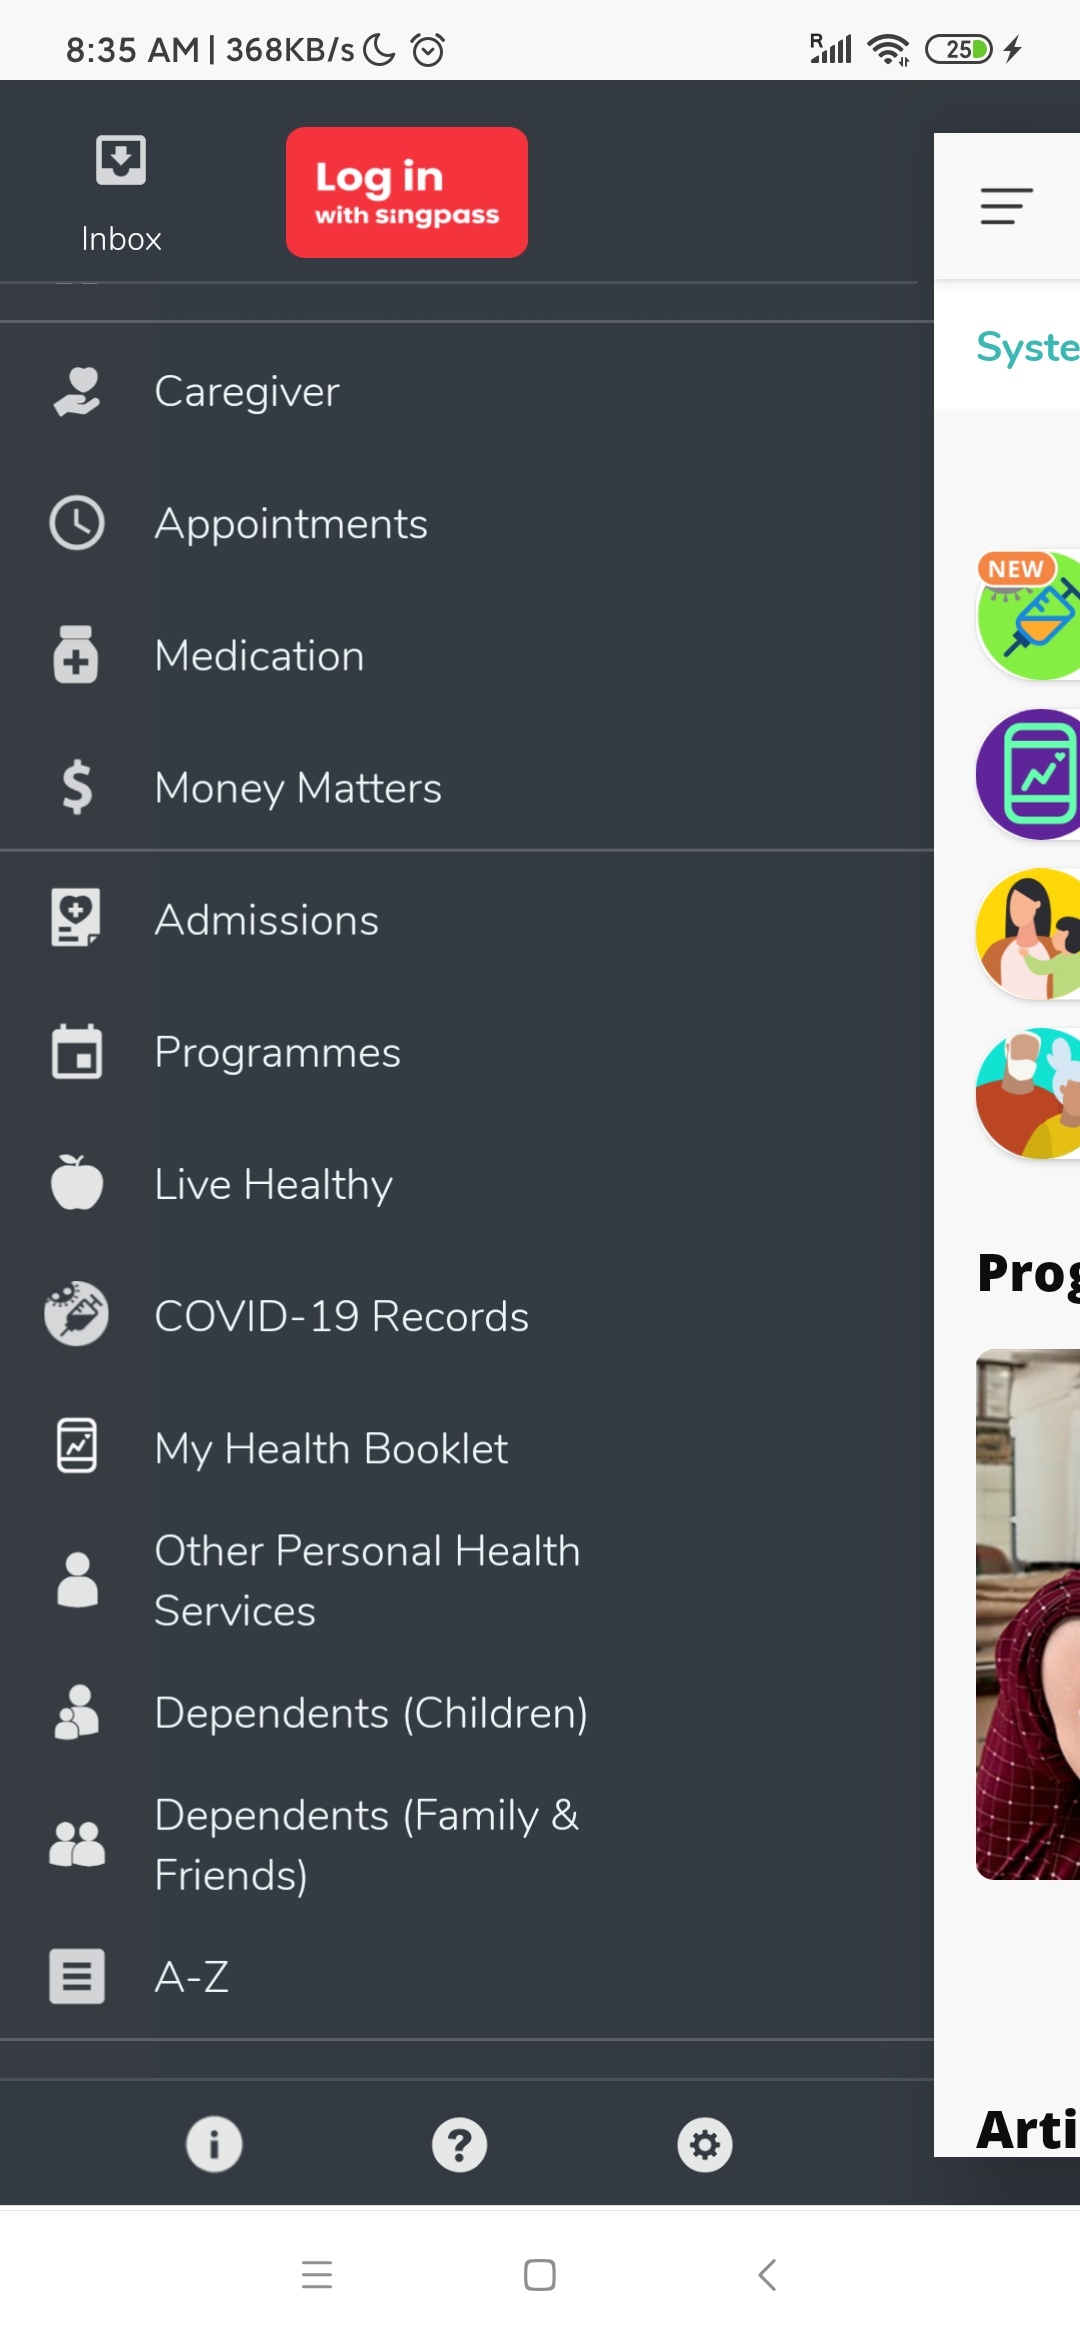 8:35 AM | 368KB/s
R
25
Inbox
Log in
with singpass
Caregiver
Appointments
Medication
Money Matters
Admissions
Programmes
Live Healthy
COVID-19 Records
My Health Booklet
Other Personal Health
Services
Dependents (Children)
Dependents (Family &
Friends)
A-Z
Syste
NEW
Prog
Arti